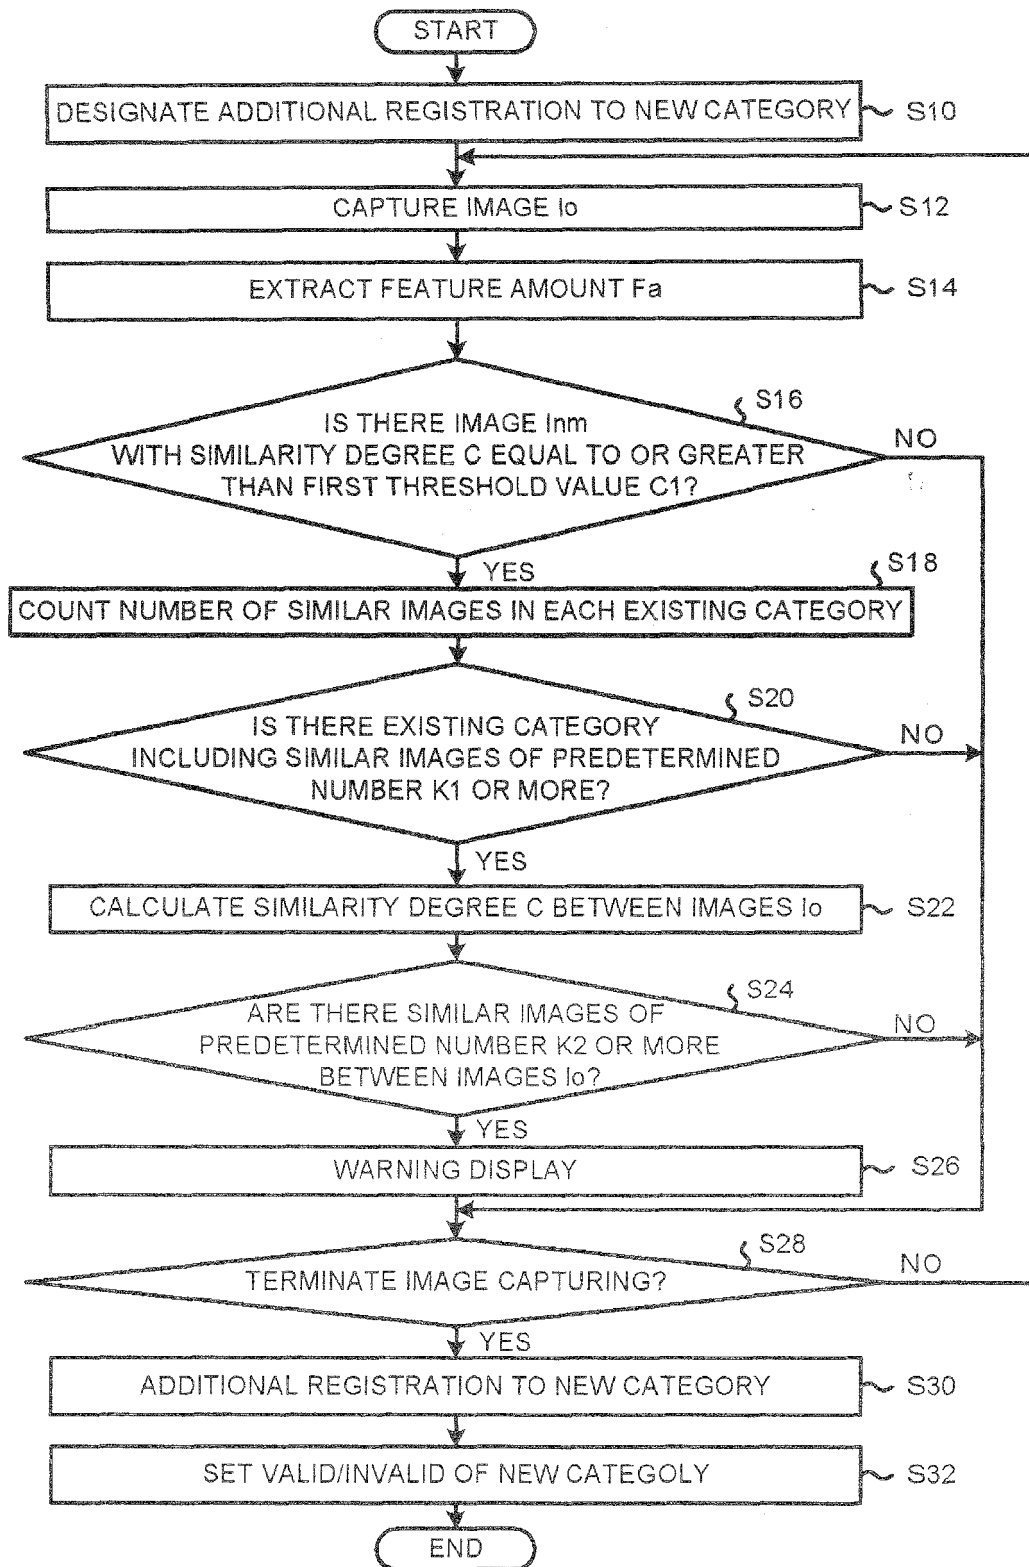 START
DESIGNATE ADDITIONAL REGISTRATION TO NEW CATEGORY
S10
CAPTURE IMAGE Io
S12
EXTRACT FEATURE AMOUNT Fa
S14
S16
IS THERE IMAGE Inm
WITH SIMILARITY DEGREE C EQUAL TO OR GREATER
THAN FIRST THRESHOLD VALUE C1?
NO
YES
S18
COUNT NUMBER OF SIMILAR IMAGES IN EACH EXISTING CATEGORY
S20
IS THERE EXISTING CATEGORY
INCLUDING SIMILAR IMAGES OF PREDETERMINED
NUMBER K1 OR MORE?
NO
YES
CALCULATE SIMILARITY DEGREE C BETWEEN IMAGES Io
S22
S24
ARE THERE SIMILAR IMAGES OF
PREDETERMINED NUMBER K2 OR MORE
BETWEEN IMAGES Io?
NO
YES
WARNING DISPLAY
S26
S28
TERMINATE IMAGE CAPTURING?
NO
YES
ADDITIONAL REGISTRATION TO NEW CATEGORY
S30
SET VALID/INVALID OF NEW CATEGOLY
S32
END